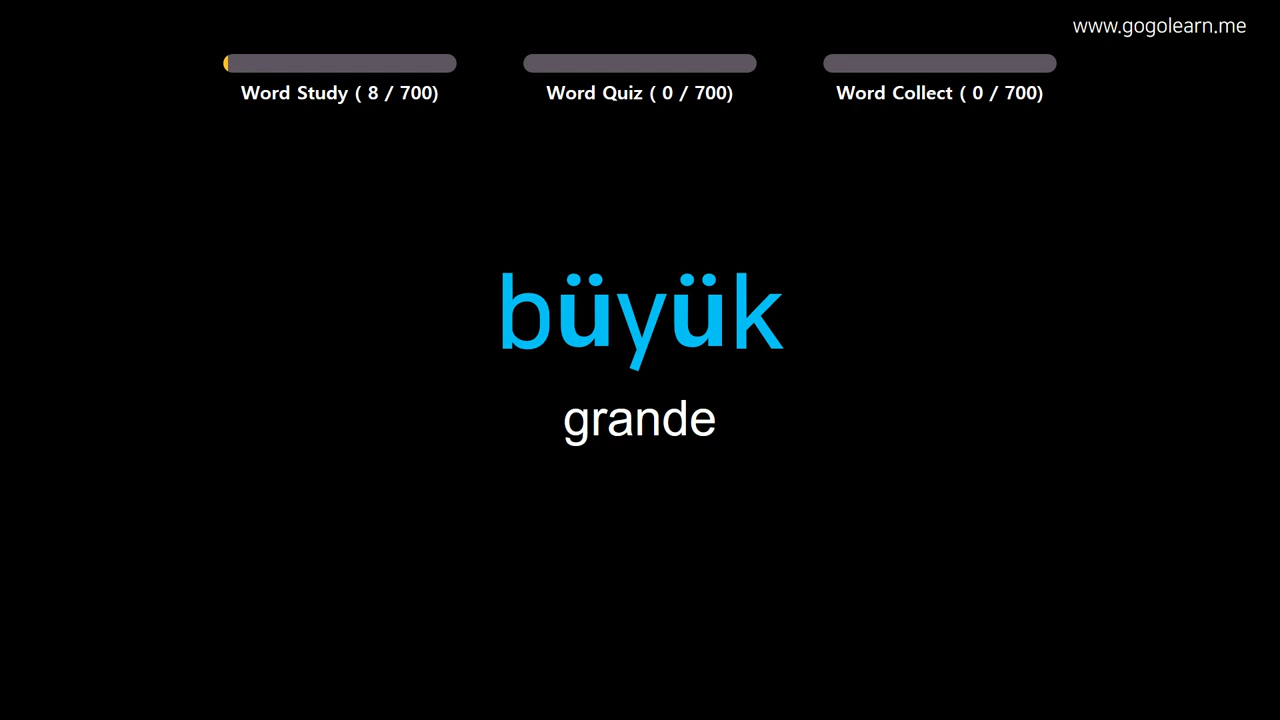 www.gogolearn.me
Word Study ( 8 / 700)
Word Quiz ( 0 / 700)
Word Collect ( 0 / 700)
büyük
grande